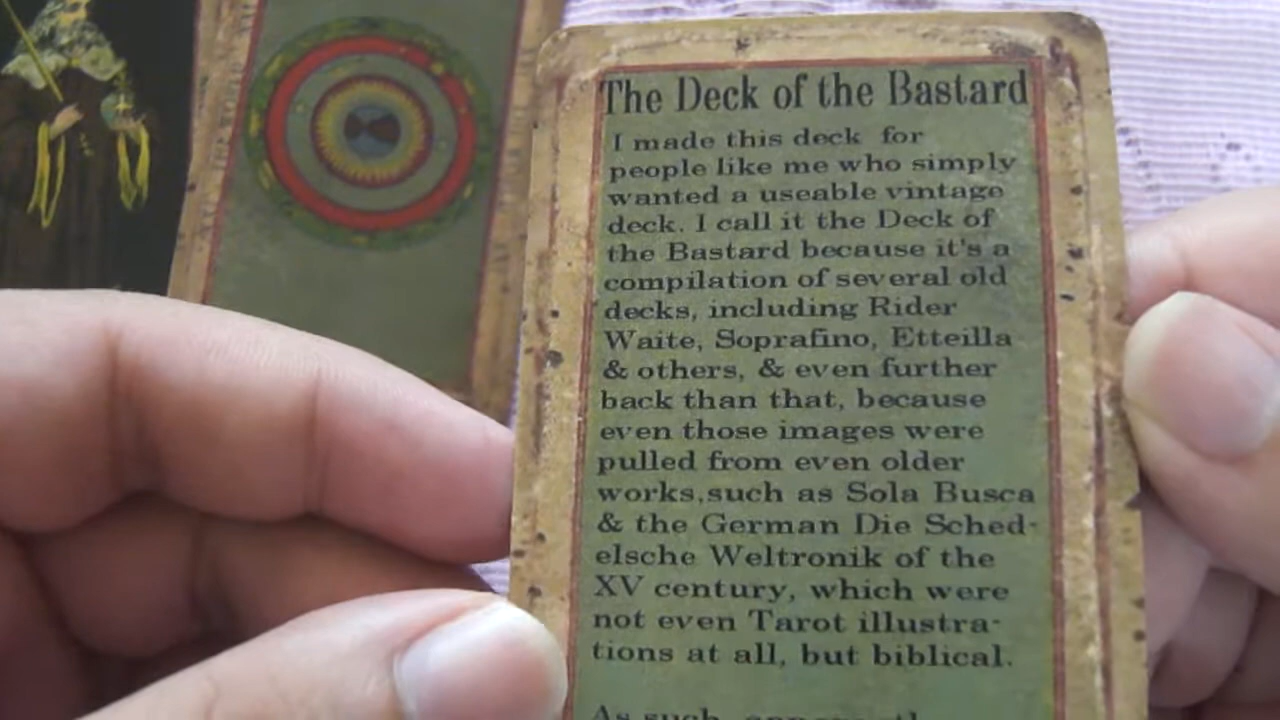 The Deck of the Bastard
I made this deck for
people like me who simply
wanted a useable vintage
deck. I call it the Deck of
the Bastard because it's a
compilation of several old
decks, including Rider
Waite, Soprafino, Etteilla
& others, & even further
back than that, because
even those images were
pulled from even older
works,such as Sola Busca
& the German Die Sched-
elsche Weltronik of the
XV century, which were
not even Tarot illustra-
tions at all, but biblical.
As such,